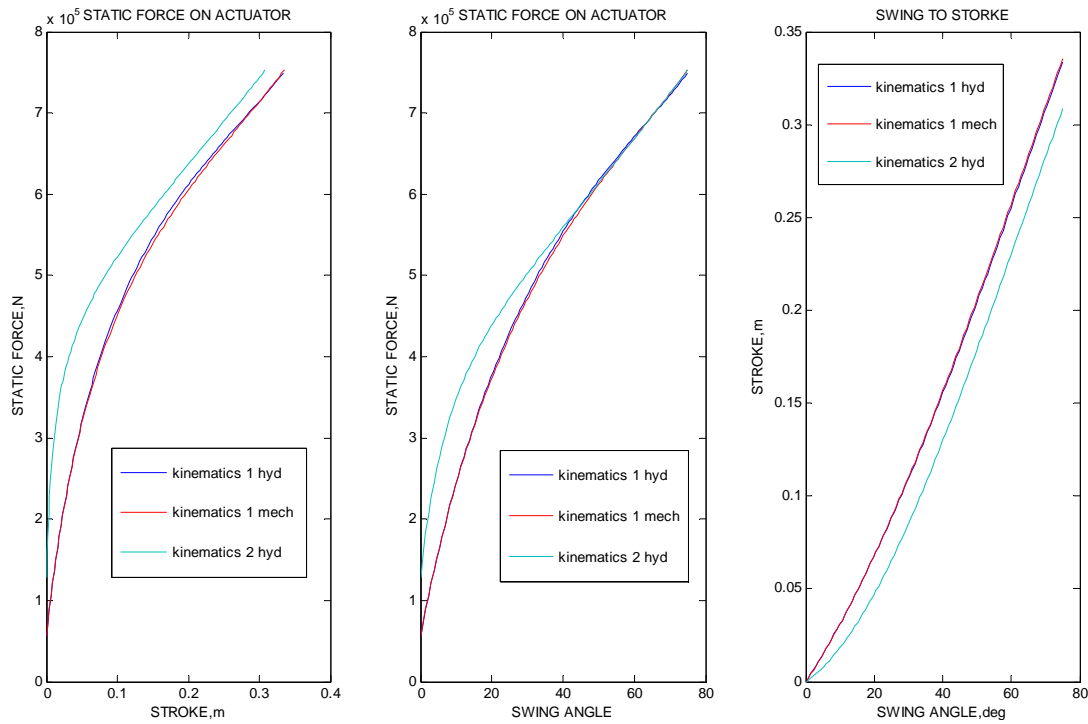 x 10⁵ STATIC FORCE ON ACTUATOR
8
7
6
5
4
3
2
1
0
STATIC FORCE,N
kinematics 1 hyd
kinematics 1 mech
kinematics 2 hyd
0
0.1
0.2
0.3
0.4
STROKE,m
x 10⁵ STATIC FORCE ON ACTUATOR
8
7
6
5
4
3
2
1
0
STATIC FORCE,N
kinematics 1 hyd
kinematics 1 mech
kinematics 2 hyd
0
20
40
60
80
SWING ANGLE
SWING TO STORKE
0.35
0.3
0.25
0.2
0.15
0.1
0.05
0
STROKE,m
kinematics 1 hyd
kinematics 1 mech
kinematics 2 hyd
0
20
40
60
80
SWING ANGLE,deg